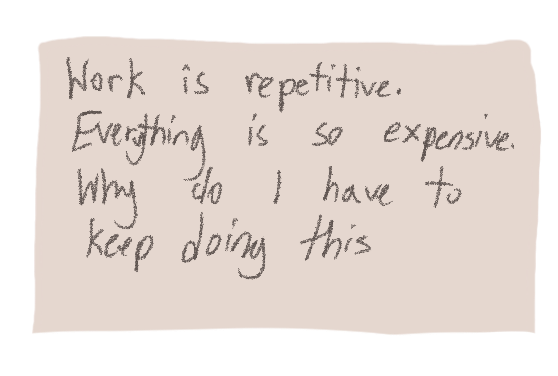 Work is repetitive.
Everything is so expensive.
Why do I have to
keep doing this